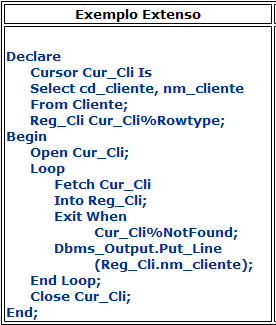 Exemplo Extenso
Declare
Cursor Cur_Cli Is
Select cd_cliente, nm_cliente
From Cliente;
Reg_Cli Cur_Cli%Rowtype;
Begin
Open Cur_Cli;
Loop
Fetch Cur_Cli
Into Reg_Cli;
Exit When
Cur_Cli%NotFound;
Dbms_Output.Put_Line
(Reg_Cli.nm_cliente);
End Loop;
Close Cur_Cli;
End;